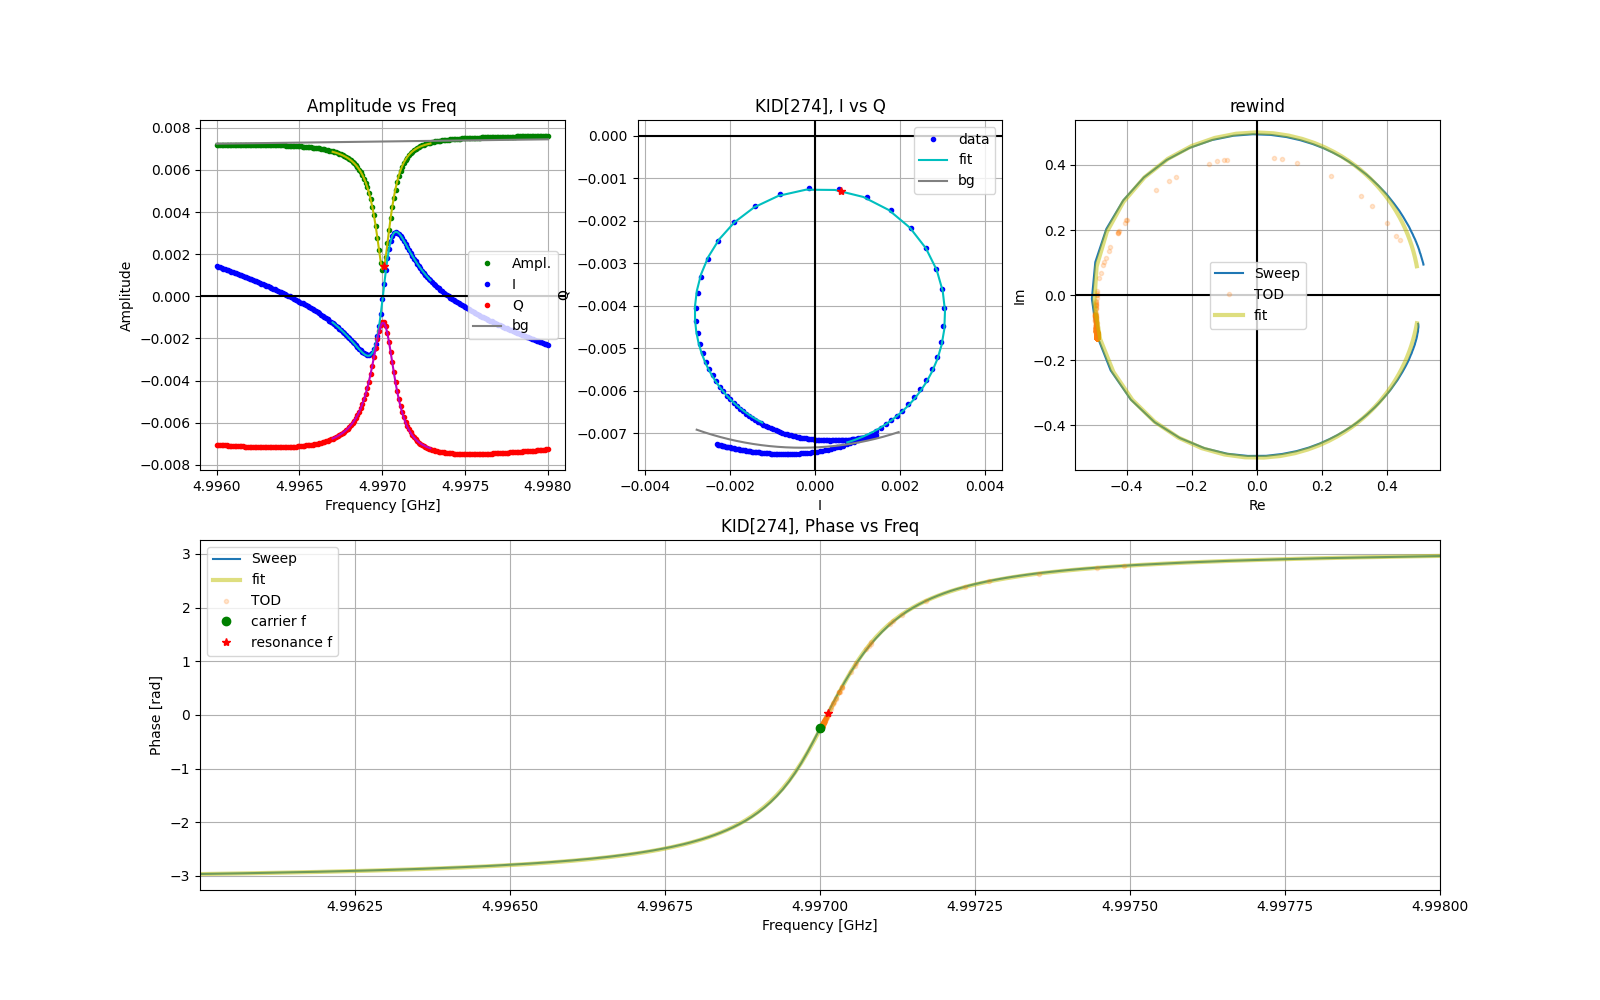 Amplitude vs Freq
Amplitude
0.008
0.006
0.004
0.002
0.000
−0.002
−0.004
−0.006
−0.008
4.9960
4.9965
4.9970
4.9975
4.9980
Frequency [GHz]
Ampl.
I
Q
bg
KID[274], I vs Q
Q
0.000
−0.001
−0.002
−0.003
−0.004
−0.005
−0.006
−0.007
−0.004
−0.002
0.000
0.002
0.004
I
data
fit
bg
rewind
Im
0.4
0.2
0.0
−0.2
−0.4
−0.4
−0.2
0.0
0.2
0.4
Re
Sweep
TOD
fit
KID[274], Phase vs Freq
Phase [rad]
3
2
1
0
−1
−2
−3
4.99625
4.99650
4.99675
4.99700
4.99725
4.99750
4.99775
4.99800
Frequency [GHz]
Sweep
fit
TOD
carrier f
resonance f